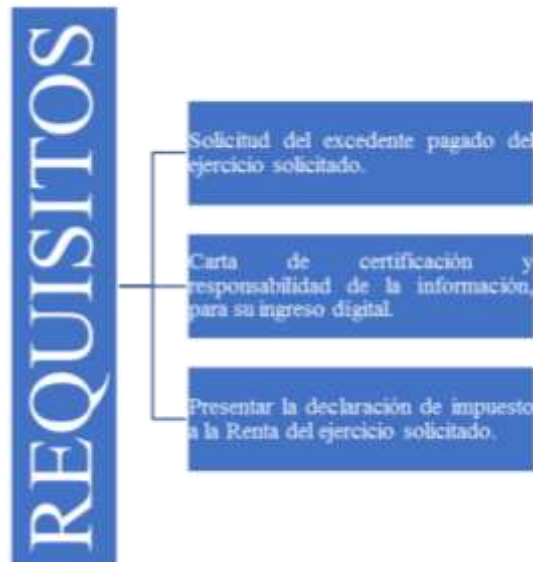 REQUISITOS
Solicitud del excedente pagado del
ejercicio solicitado.
Carta de certificación y
responsabilidad de la información,
para su ingreso digital.
Presentar la declaración de impuesto
a la Renta del ejercicio solicitado.